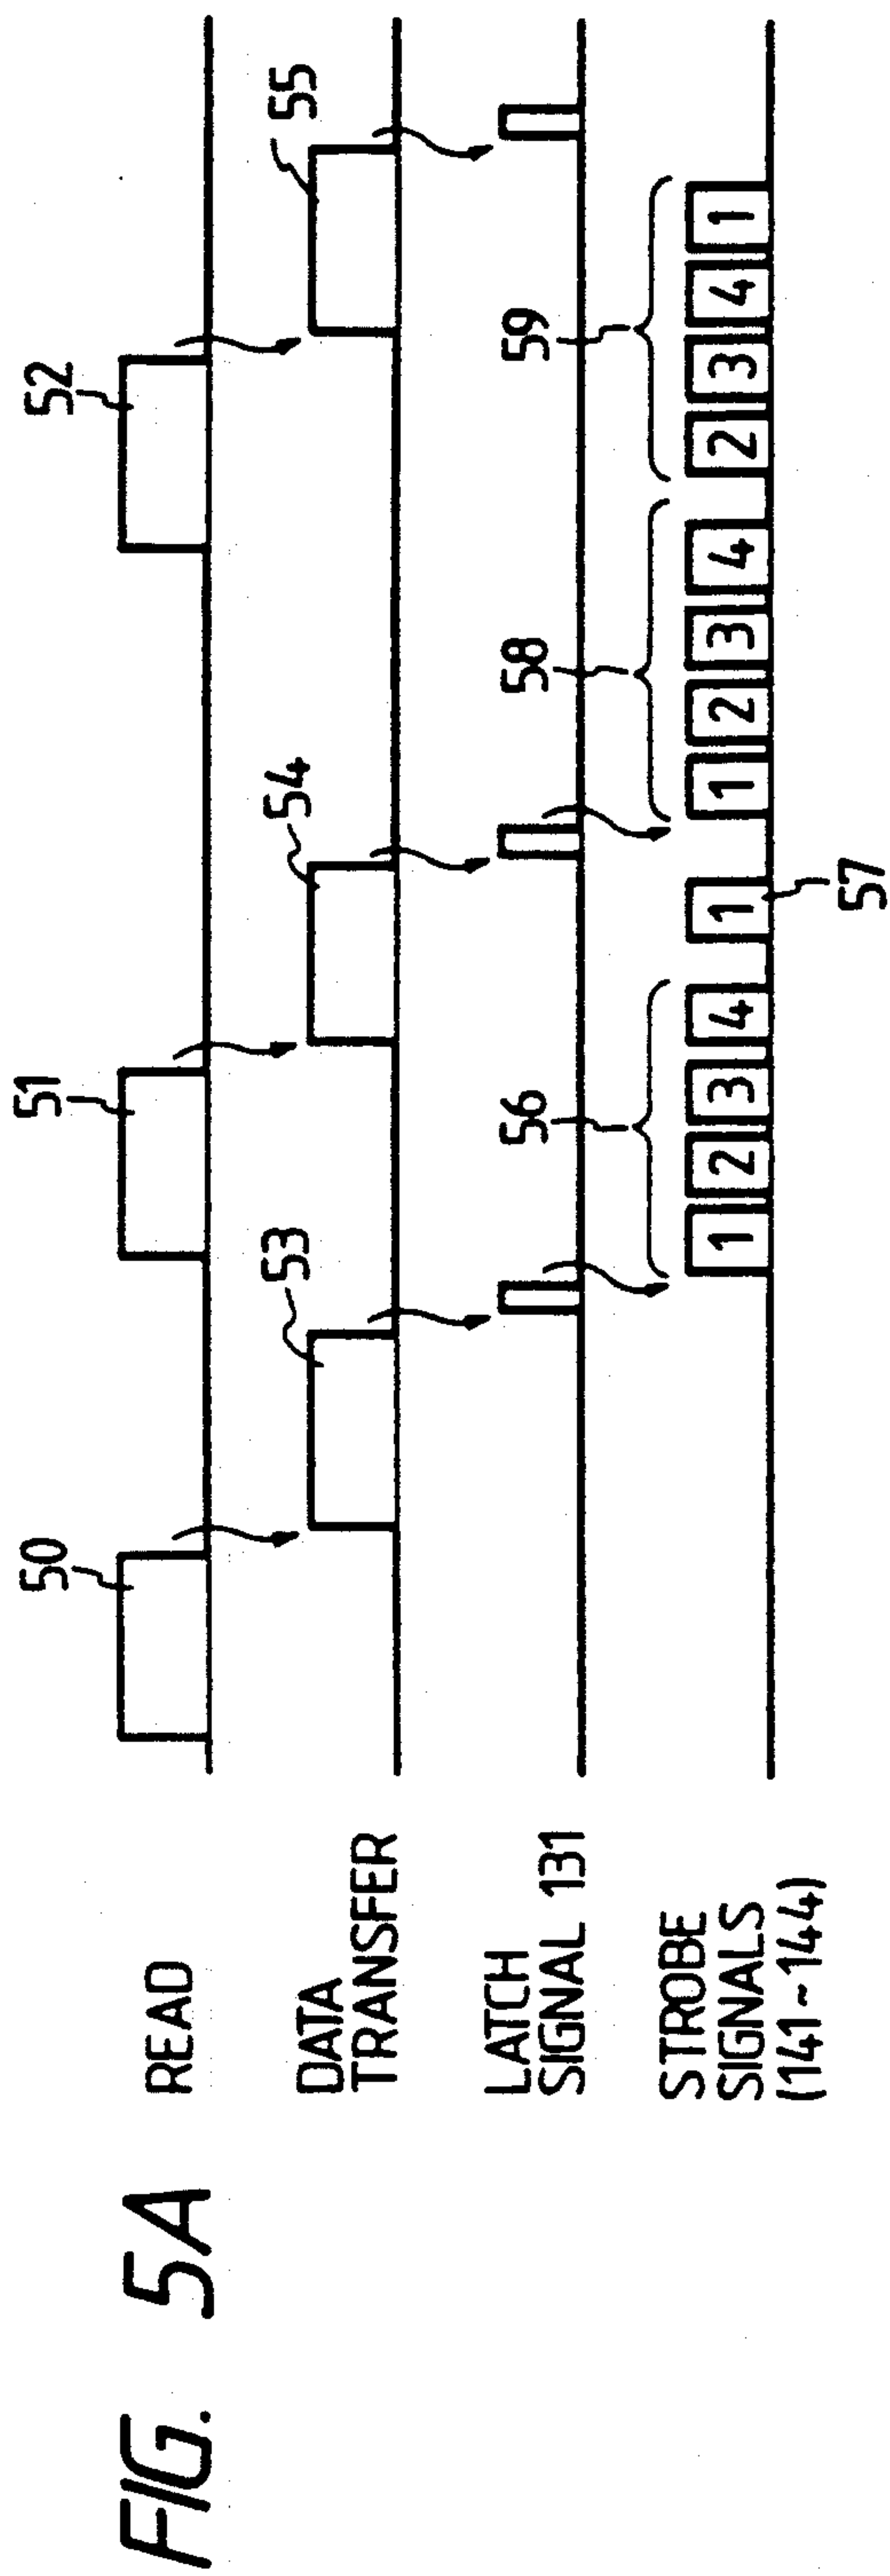 FIG. 5A
READ
50
51
52
DATA
TRANSFER
53
54
55
LATCH
SIGNAL 131
56
58
59
STROBE
SIGNALS
(141~144)
1 2 3 4 1 1 2 3 4 2 3 4 1
57